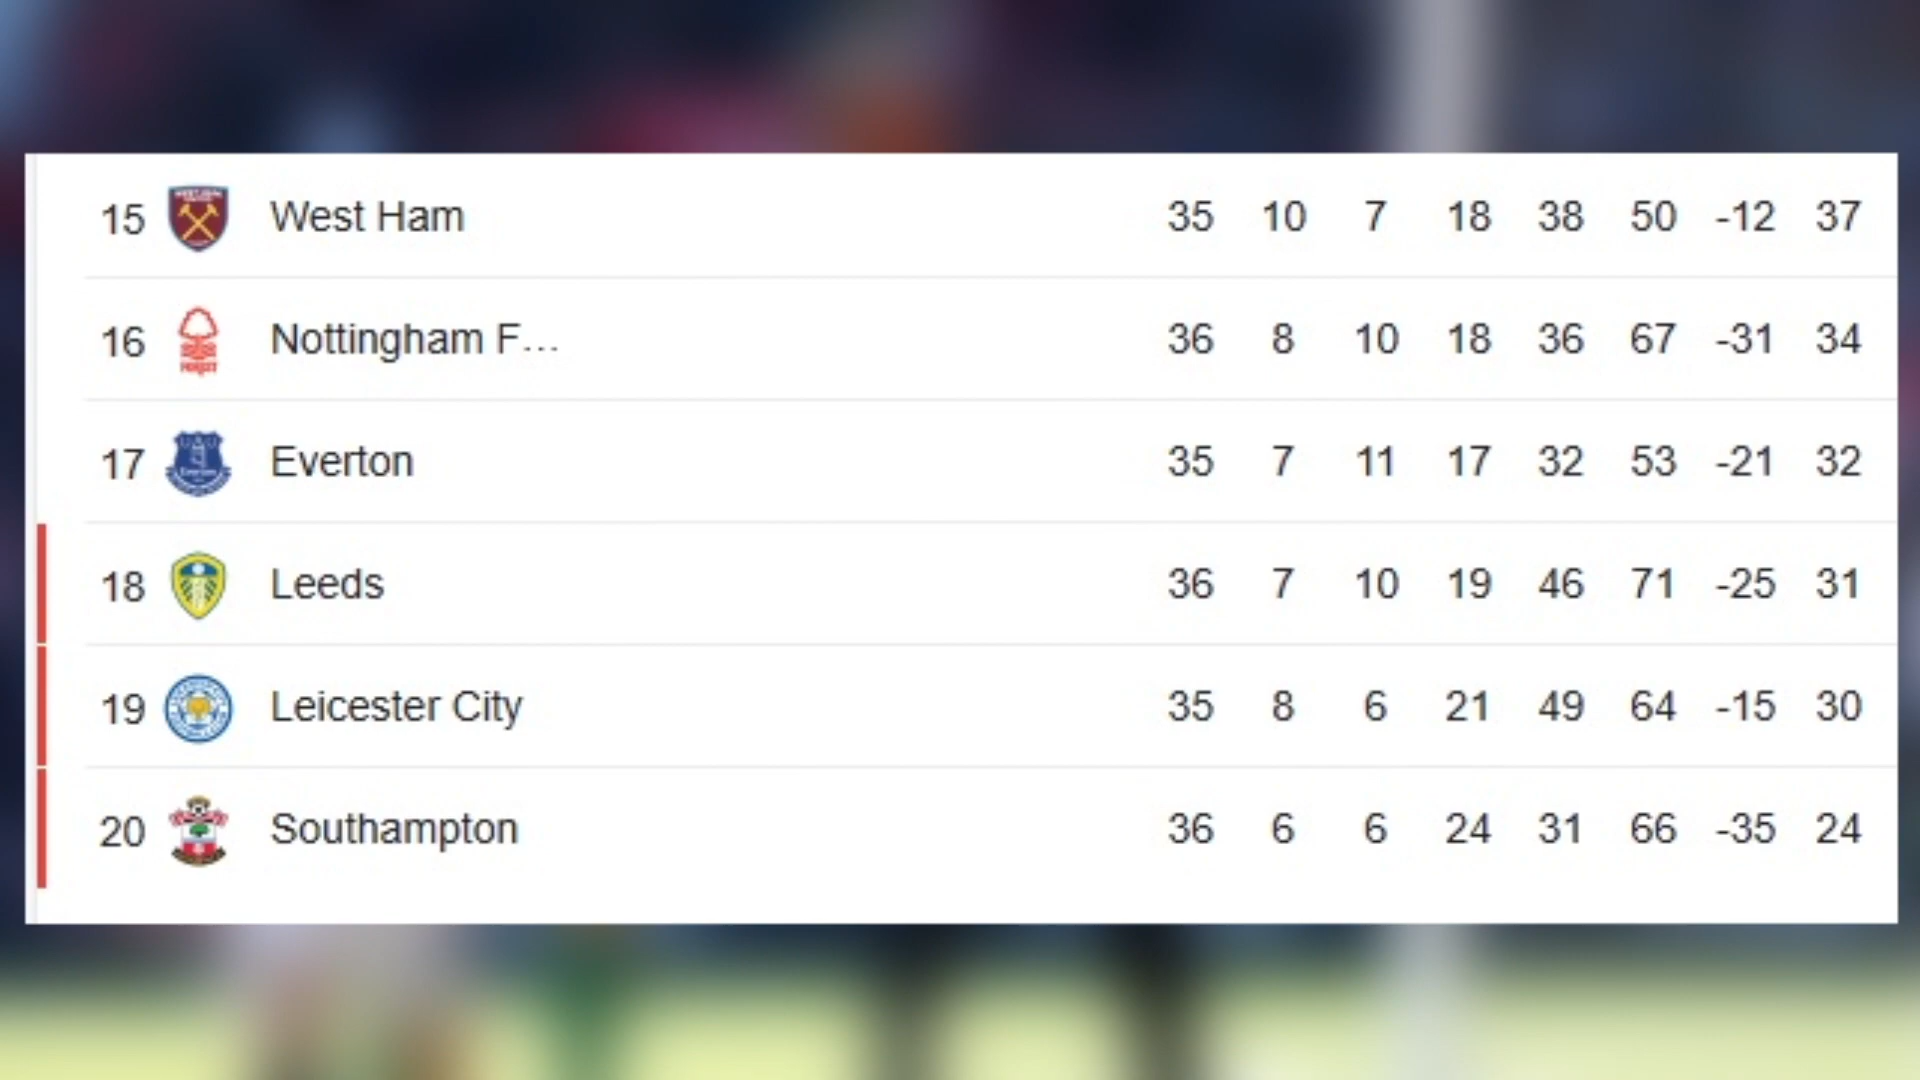 15 West Ham 35 10 7 18 38 50 -12 37
16 Nottingham F... 36 8 10 18 36 67 -31 34
17 Everton 35 7 11 17 32 53 -21 32
18 Leeds 36 7 10 19 46 71 -25 31
19 Leicester City 35 8 6 21 49 64 -15 30
20 Southampton 36 6 6 24 31 66 -35 24